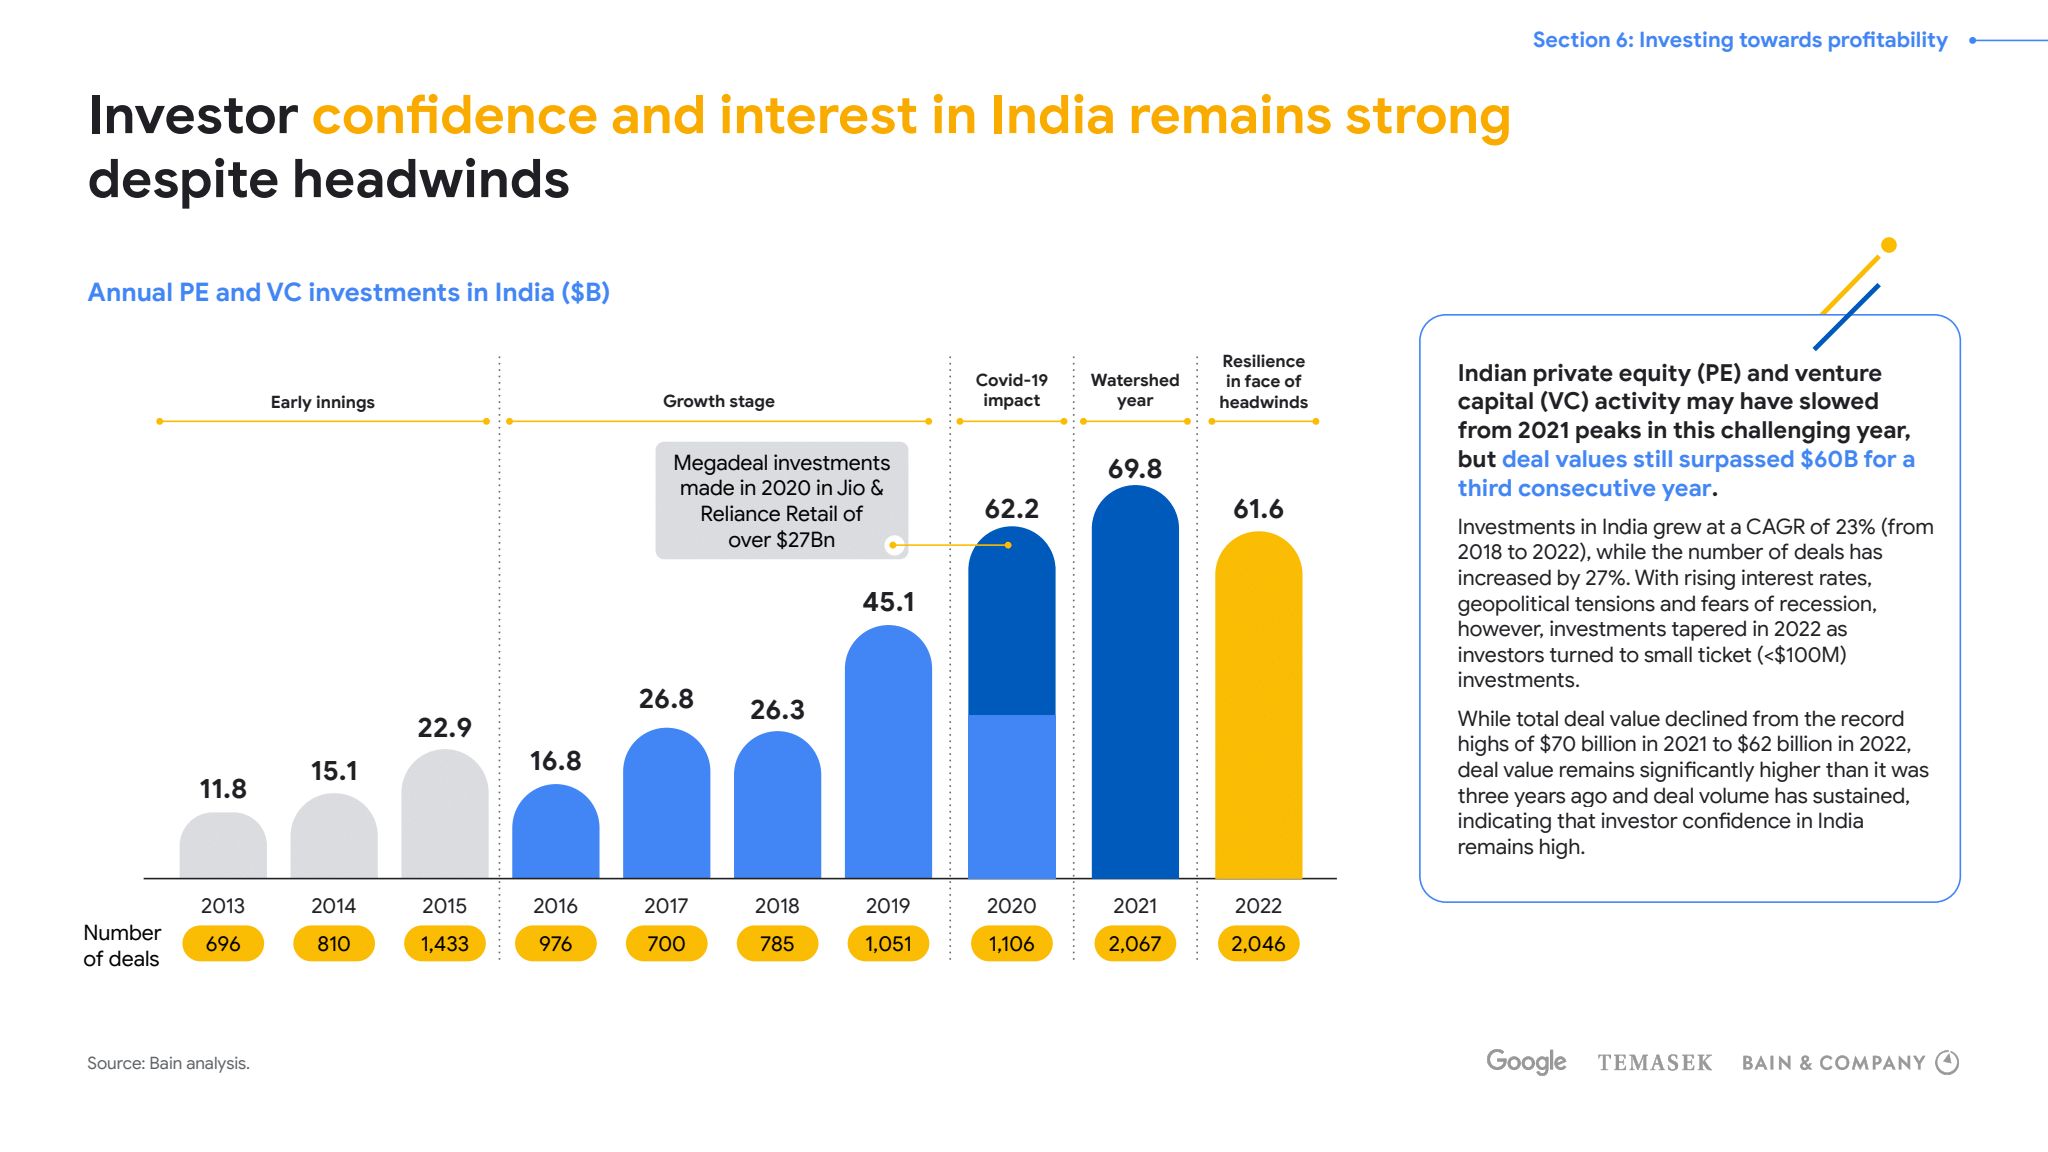 Section 6: Investing towards profitability
Investor confidence and interest in India remains strong
despite headwinds
Annual PE and VC investments in India ($B)
Early innings
Growth stage
Covid-19
impact
Watershed
year
Resilience
in face of
headwinds
Megadeal investments
made in 2020 in Jio &
Reliance Retail of
over $27Bn
11.8
15.1
22.9
16.8
26.8
26.3
45.1
62.2
69.8
61.6
2013
2014
2015
2016
2017
2018
2019
2020
2021
2022
Number
of deals
696
810
1,433
976
700
785
1,051
1,106
2,067
2,046
Indian private equity (PE) and venture
capital (VC) activity may have slowed
from 2021 peaks in this challenging year,
but deal values still surpassed $60B for a
third consecutive year.
Investments in India grew at a CAGR of 23% (from
2018 to 2022), while the number of deals has
increased by 27%. With rising interest rates,
geopolitical tensions and fears of recession,
however, investments tapered in 2022 as
investors turned to small ticket (<$100M)
investments.
While total deal value declined from the record
highs of $70 billion in 2021 to $62 billion in 2022,
deal value remains significantly higher than it was
three years ago and deal volume has sustained,
indicating that investor confidence in India
remains high.
Source: Bain analysis.
Google TEMASEK BAIN & COMPANY